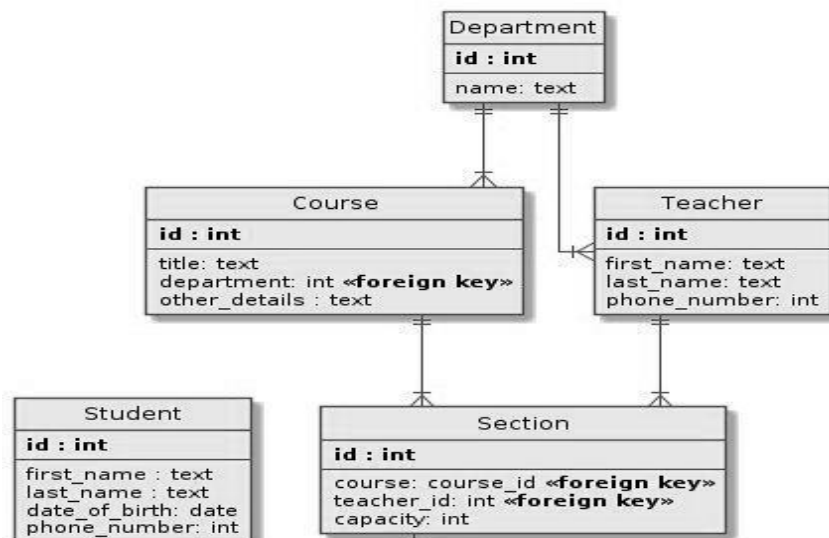 Department
id : int
name: text
Course
id : int
title: text
department: int «foreign key»
other_details : text
Teacher
id : int
first_name: text
last_name: text
phone_number: int
Student
id : int
first_name : text
last_name : text
date_of_birth: date
phone_number: int
Section
id : int
course: course_id «foreign key»
teacher_id: int «foreign key»
capacity: int